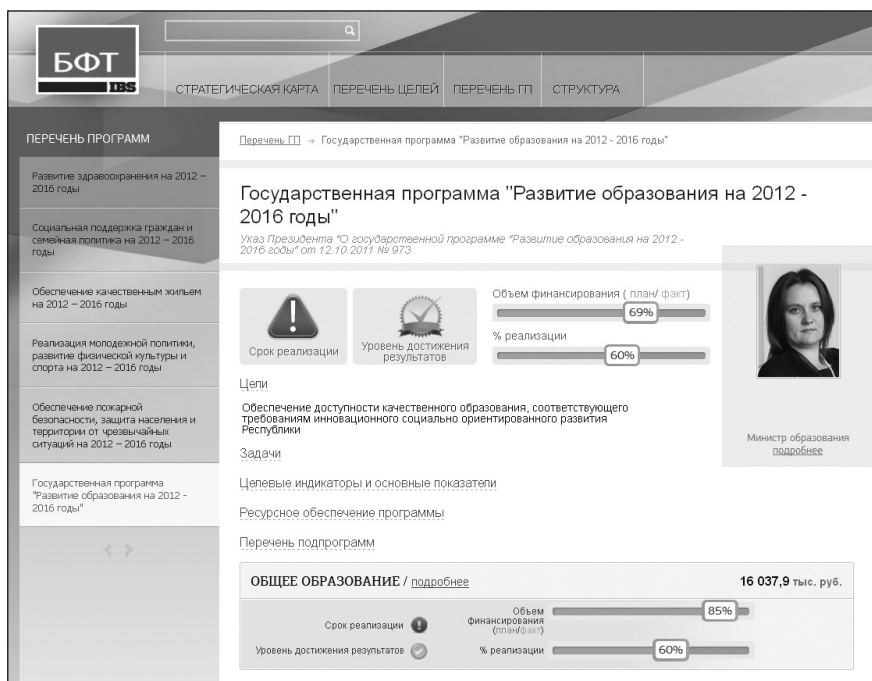 БФТ
IBS
СТРАТЕГИЧЕСКАЯ КАРТА
ПЕРЕЧЕНЬ ЦЕЛЕЙ
ПЕРЕЧЕНЬ ГП
СТРУКТУРА
ПЕРЕЧЕНЬ ПРОГРАММ
Развитие здравоохранения на 2012 –
2016 годы
Социальная поддержка граждан и
семейная политика на 2012 – 2016
годы
Обеспечение качественным жильем
на 2012 – 2016 годы
Реализация молодежной политики,
развитие физической культуры и
спорта на 2012 – 2016 годы
Обеспечение пожарной
безопасности, защита населения и
территории от чрезвычайных
ситуаций на 2012 – 2016 годы
Государственная программа
"Развитие образования на 2012 -
2016 годы"
Перечень ГП → Государственная программа "Развитие образования на 2012 - 2016 годы"
Государственная программа "Развитие образования на 2012 -
2016 годы"
Указ Президента "О государственной программе "Развитие образования на 2012 -
2016 годы" от 12.10.2011 № 973
Срок реализации
Уровень достижения
результатов
Объем финансирования ( план/ факт)
69%
% реализации
60%
Министр образования
подробнее
Цели
Обеспечение доступности качественного образования, соответствующего
требованиям инновационного социально ориентированного развития
Республики
Задачи
Целевые индикаторы и основные показатели
Ресурсное обеспечение программы
Перечень подпрограмм
ОБЩЕЕ ОБРАЗОВАНИЕ / подробнее
16 037,9 тыс. руб.
Срок реализации
Уровень достижения результатов
Объем
финансирования
(план/факт)
85%
% реализации
60%